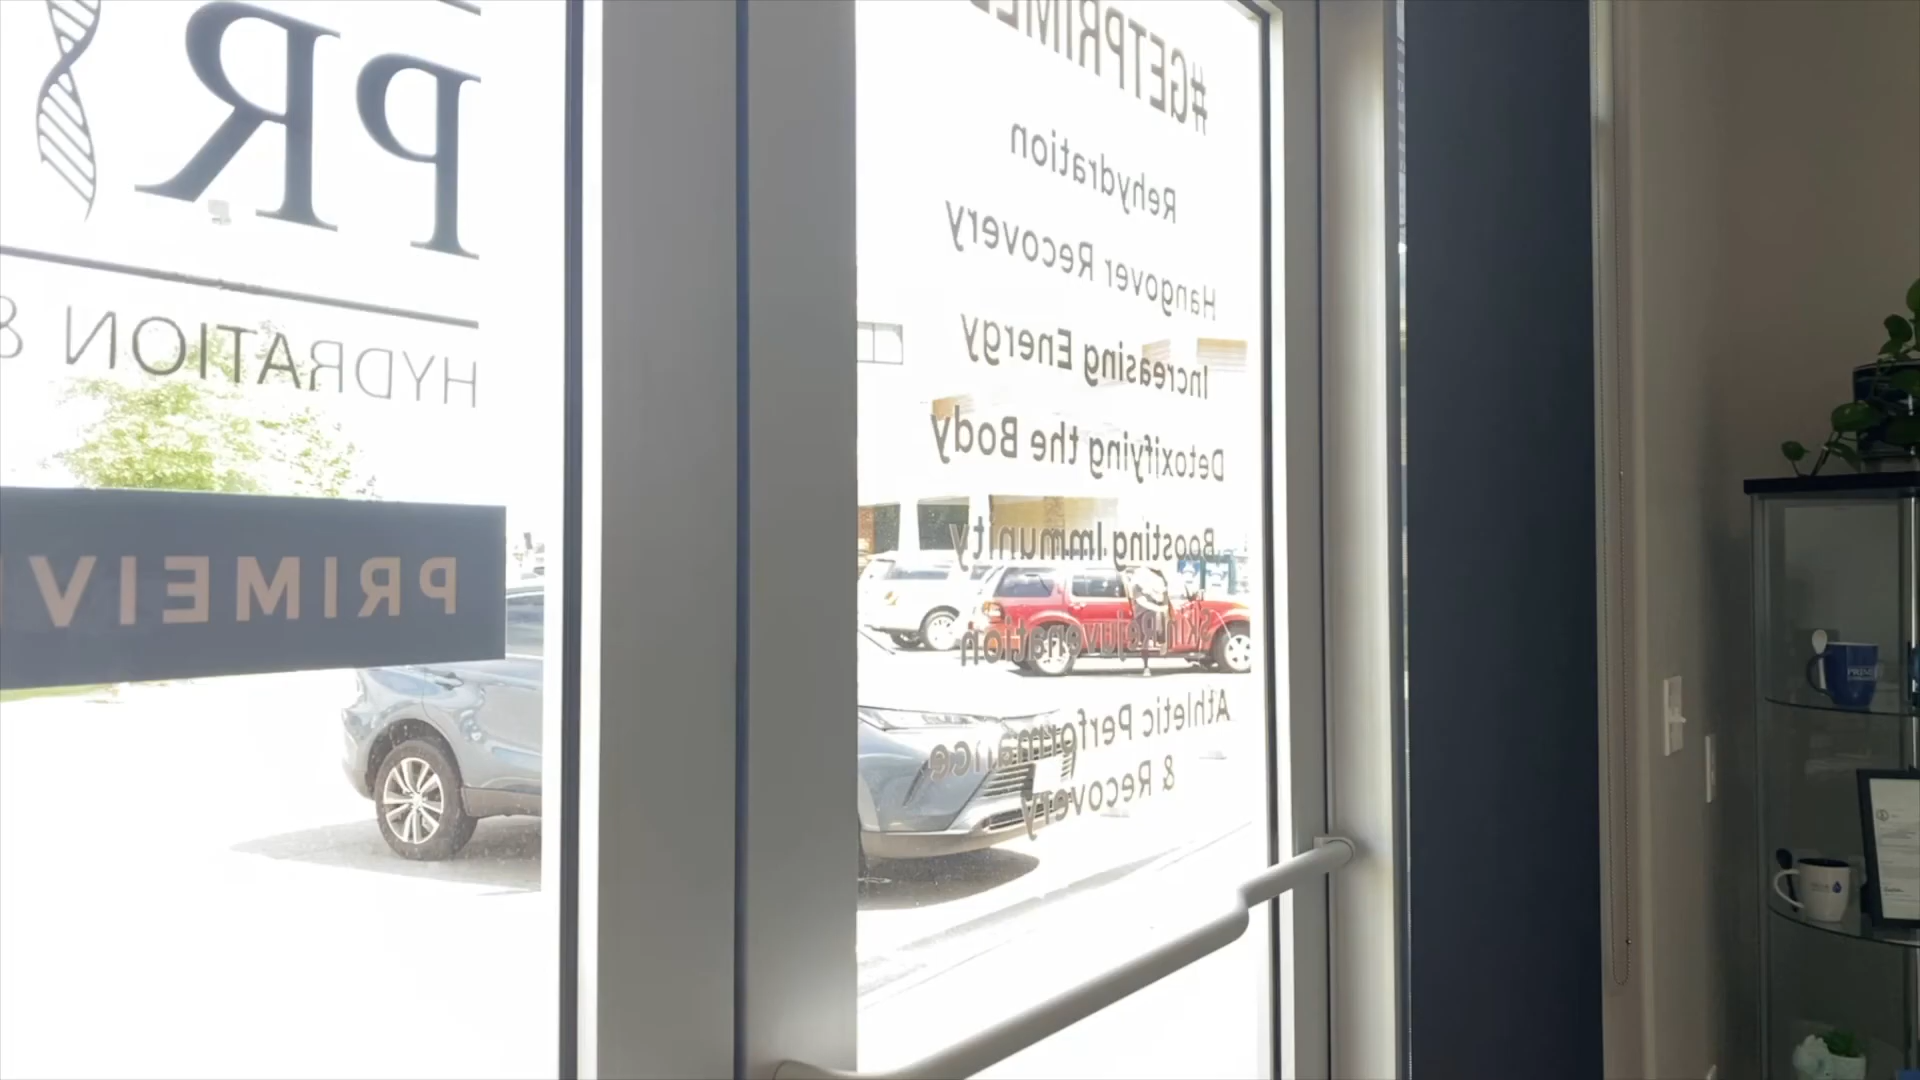 PR
HYDRATION &
PRIMEIV
#GETPRIME
Rehydration
Hangover Recovery
Increasing Energy
Detoxifying the Body
Boosting Immunity
Skin Rejuvenation
Athletic Performance
& Recovery